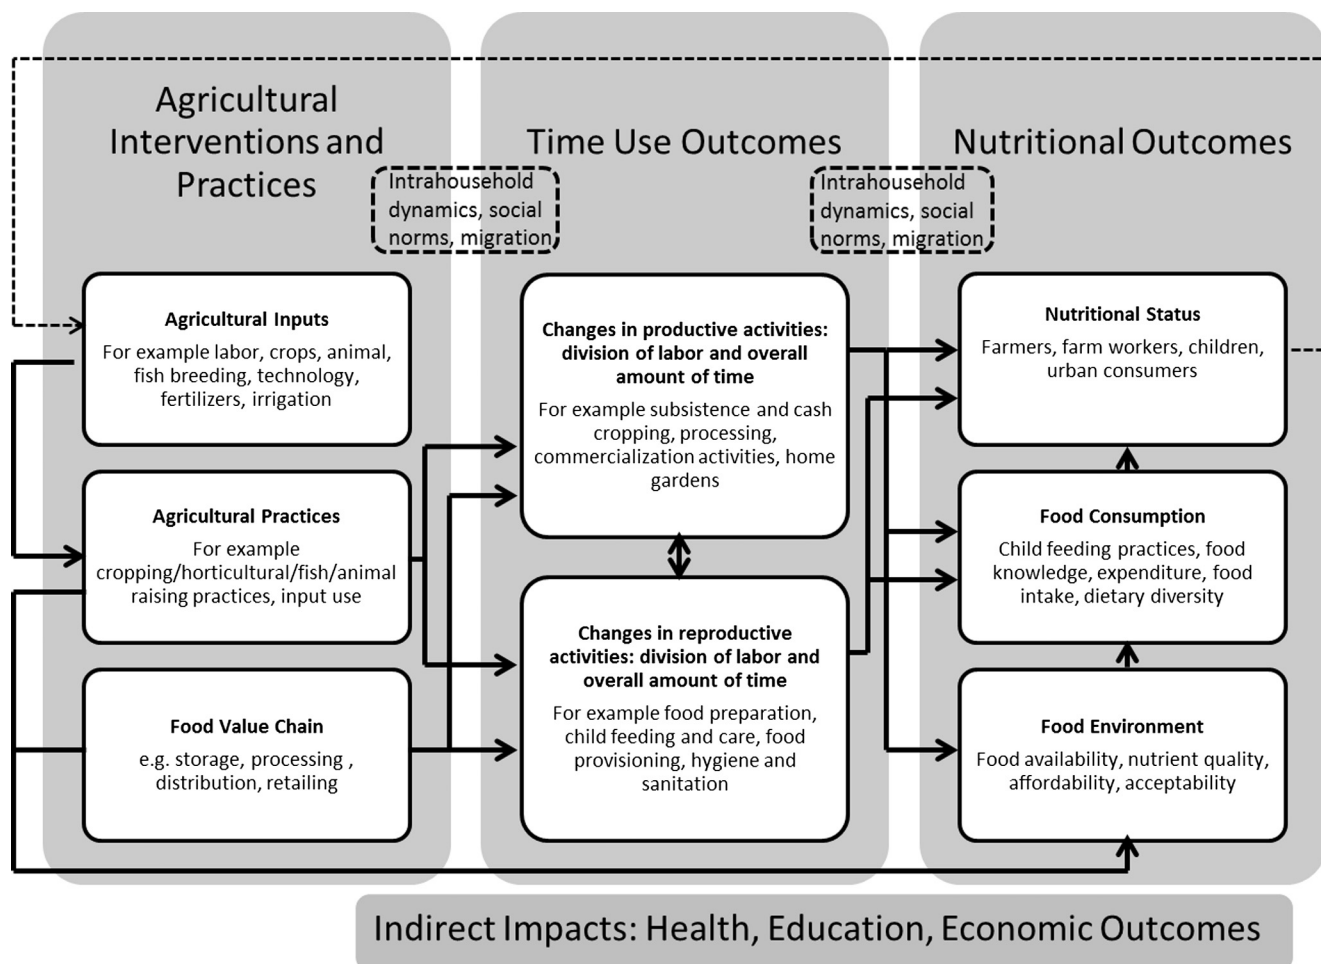 Agricultural
Interventions and
Practices
Time Use Outcomes
Nutritional Outcomes
Intrahousehold
dynamics, social
norms, migration
Intrahousehold
dynamics, social
norms, migration
Agricultural Inputs
For example labor, crops, animal,
fish breeding, technology,
fertilizers, irrigation
Agricultural Practices
For example
cropping/horticultural/fish/animal
raising practices, input use
Food Value Chain
e.g. storage, processing ,
distribution, retailing
Changes in productive activities:
division of labor and overall
amount of time
For example subsistence and cash
cropping, processing,
commercialization activities, home
gardens
Changes in reproductive
activities: division of labor and
overall amount of time
For example food preparation,
child feeding and care, food
provisioning, hygiene and
sanitation
Nutritional Status
Farmers, farm workers, children,
urban consumers
Food Consumption
Child feeding practices, food
knowledge, expenditure, food
intake, dietary diversity
Food Environment
Food availability, nutrient quality,
affordability, acceptability
Indirect Impacts: Health, Education, Economic Outcomes